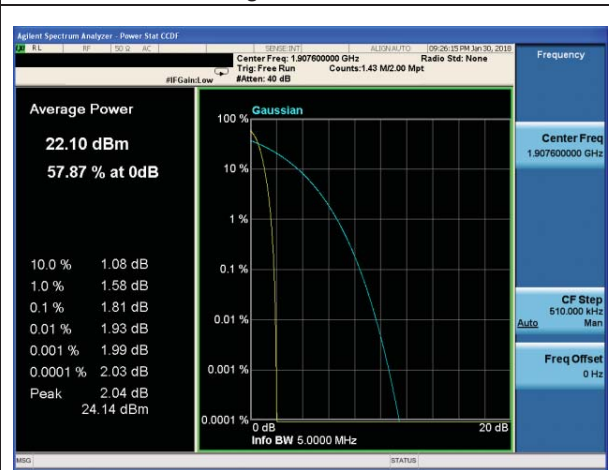 Agilent Spectrum Analyzer - Power Stat CCDF
RL RF 50 Ω AC SENSE:INT ALIGNAUTO 09:26:15 PM Jan 30, 2018
Center Freq: 1.907600000 GHz Radio Std: None
Trig: Free Run Counts:1.43 M/2.00 Mpt
#IFGain:Low #Atten: 40 dB
Frequency
Average Power
22.10 dBm
57.87 % at 0dB
10.0 % 1.08 dB
1.0 % 1.58 dB
0.1 % 1.81 dB
0.01 % 1.93 dB
0.001 % 1.99 dB
0.0001 % 2.03 dB
Peak 2.04 dB
24.14 dBm
Gaussian
100 %
10 %
1 %
0.1 %
0.01 %
0.001 %
0.0001 %
0 dB 20 dB
Info BW 5.0000 MHz
Center Freq
1.907600000 GHz
CF Step
510.000 kHz
Auto Man
Freq Offset
0 Hz
MSG STATUS